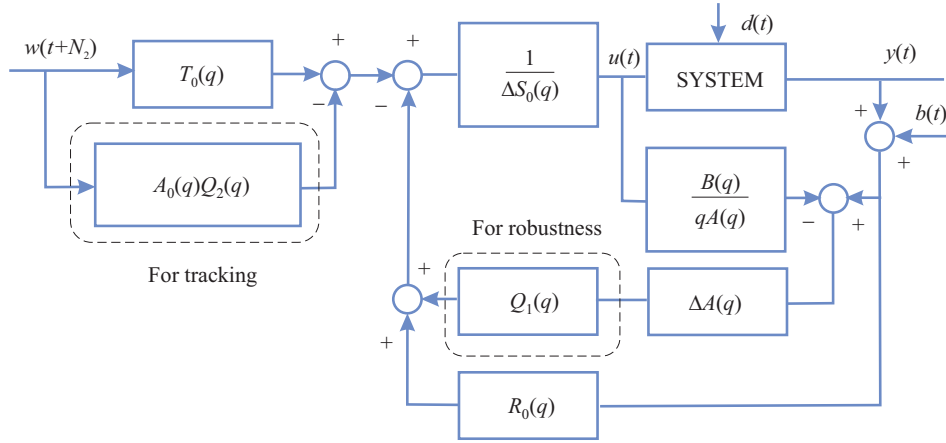 d(t)
w(t+N₂)
+
+
u(t)
y(t)
T₀(q)
1
ΔS₀(q)
SYSTEM
−
−
+
b(t)
+
A₀(q)Q₂(q)
B(q)
qA(q)
−
+
For tracking
For robustness
+
Q₁(q)
ΔA(q)
+
R₀(q)